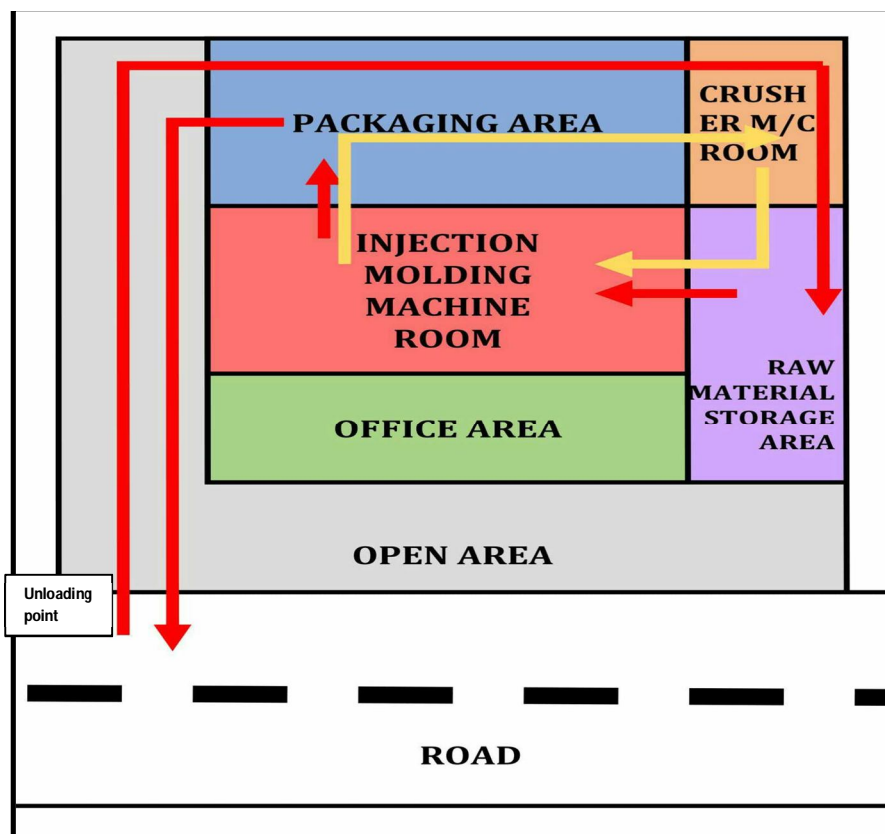 PACKAGING AREA
CRUSH
ER M/C
ROOM
INJECTION
MOLDING
MACHINE
ROOM
RAW
MATERIAL
STORAGE
AREA
OFFICE AREA
OPEN AREA
Unloading
point
ROAD